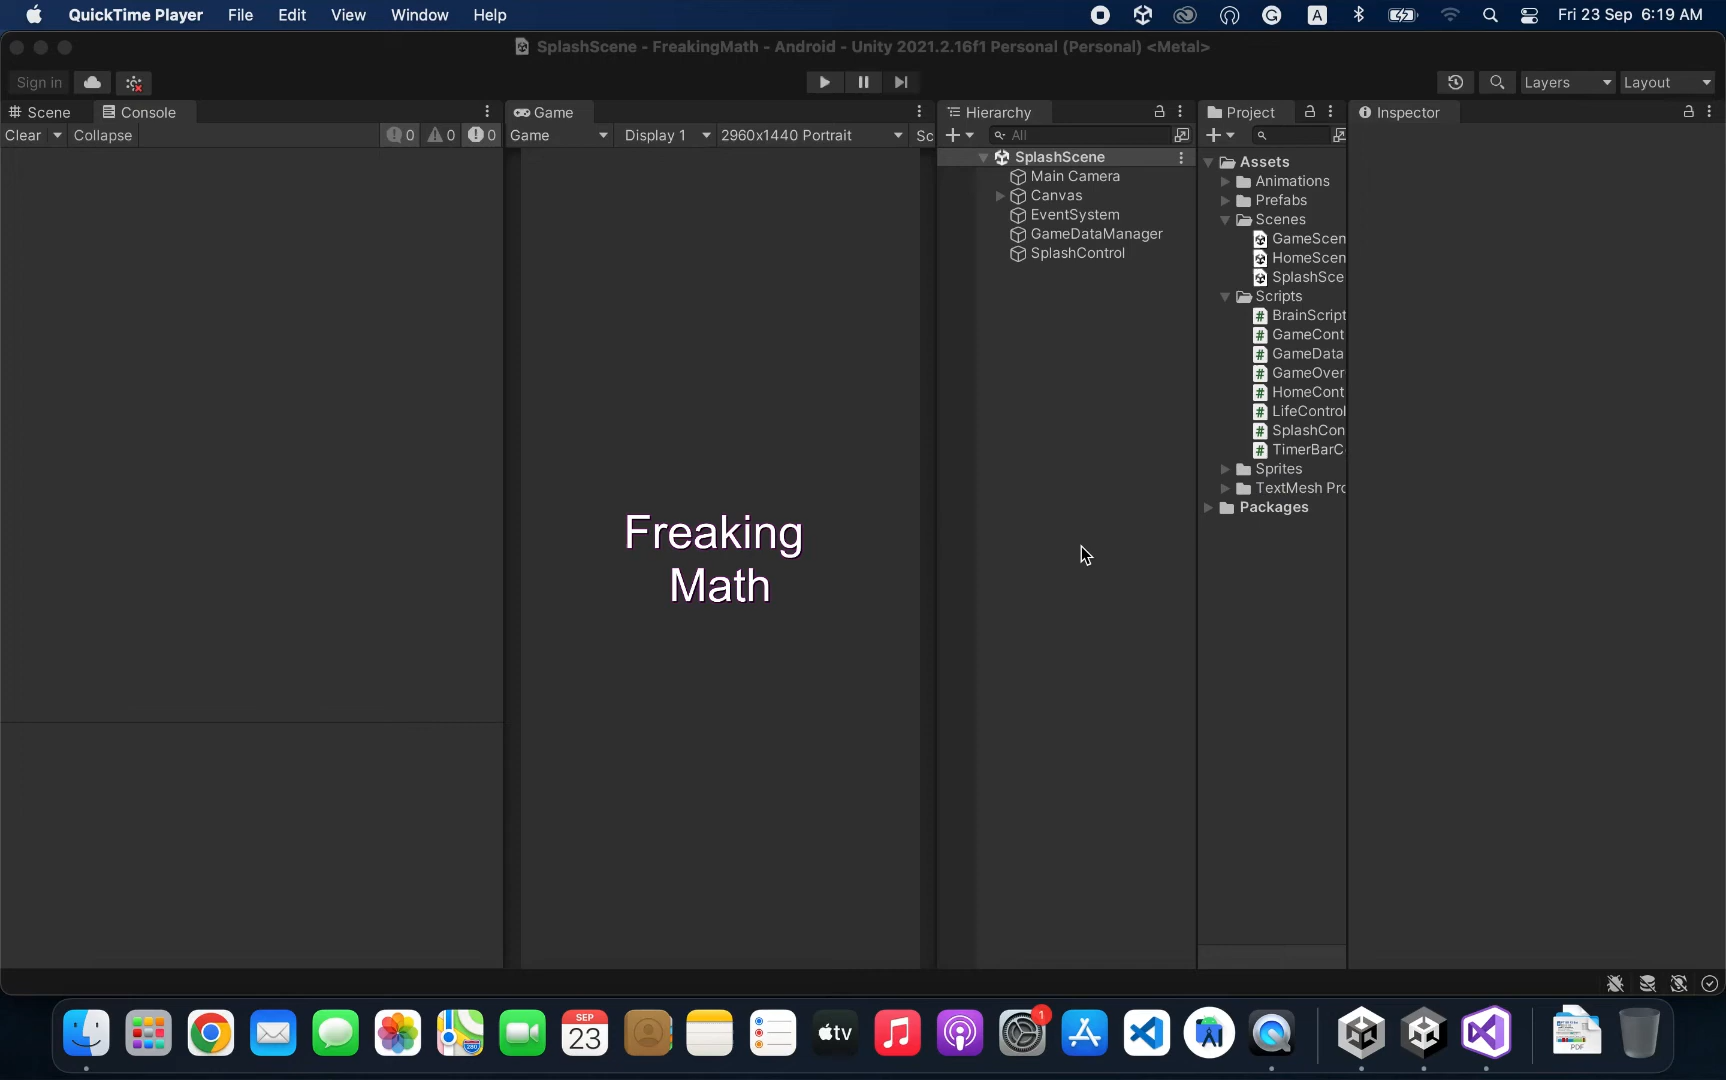 QuickTime Player File Edit View Window Help
A Fri 23 Sep 6:19 AM
SplashScene - FreakingMath - Android - Unity 2021.2.16f1 Personal (Personal) <Metal>
Sign in Layers Layout
Scene Console Game Hierarchy Project Inspector
Clear Collapse 0 0 0 Game Display 1 2960x1440 Portrait Sc All
SplashScene
Main Camera
Canvas
EventSystem
GameDataManager
SplashControl
Assets
Animations
Prefabs
Scenes
GameScen
HomeScen
SplashSce
Scripts
BrainScript
GameCont
GameData
GameOver
HomeCont
LifeControl
SplashCon
TimerBarC
Sprites
TextMesh Pro
Packages
Freaking
Math
SEP
23
tv
1
PDF